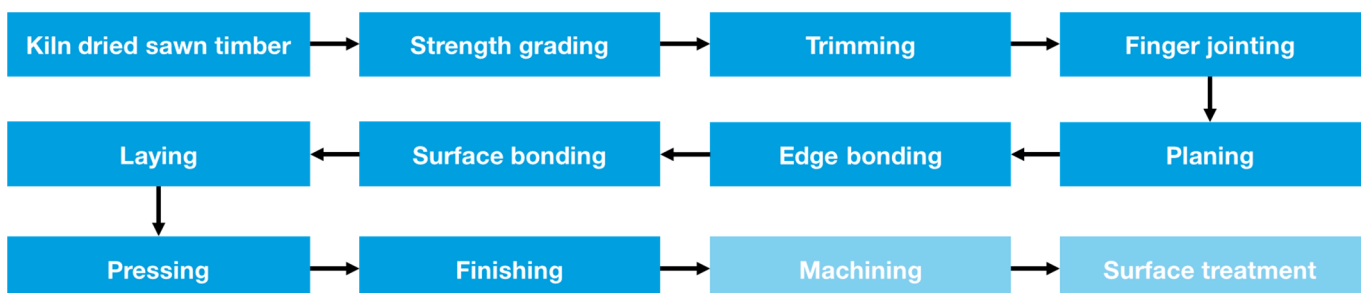 Kiln dried sawn timber
Strength grading
Trimming
Finger jointing
Planing
Edge bonding
Surface bonding
Laying
Pressing
Finishing
Machining
Surface treatment